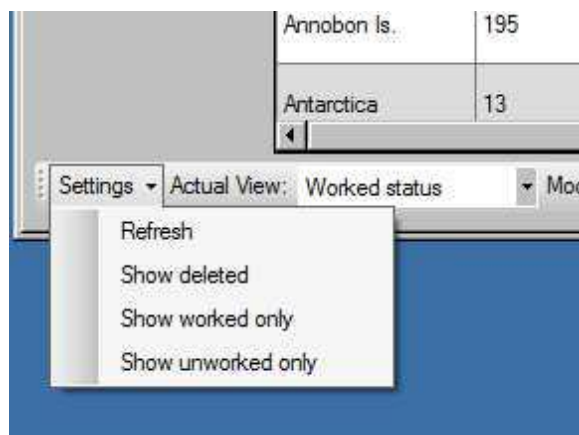 Annobon Is. 195
Antarctica 13
Settings Actual View: Worked status
Refresh
Show deleted
Show worked only
Show unworked only